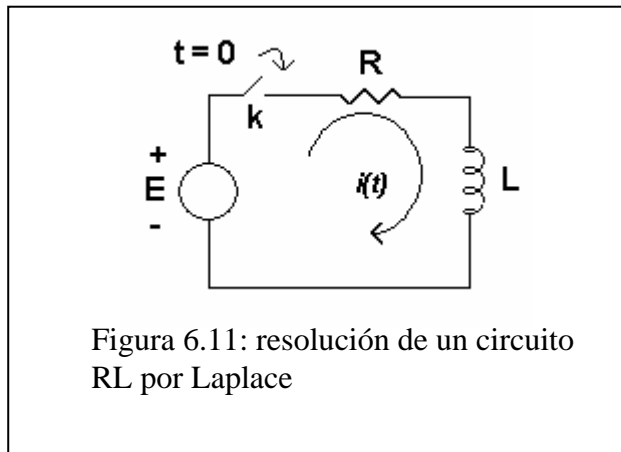 t = 0
R
k
+
E
-
i(t)
L
Figura 6.11: resolución de un circuito
RL por Laplace